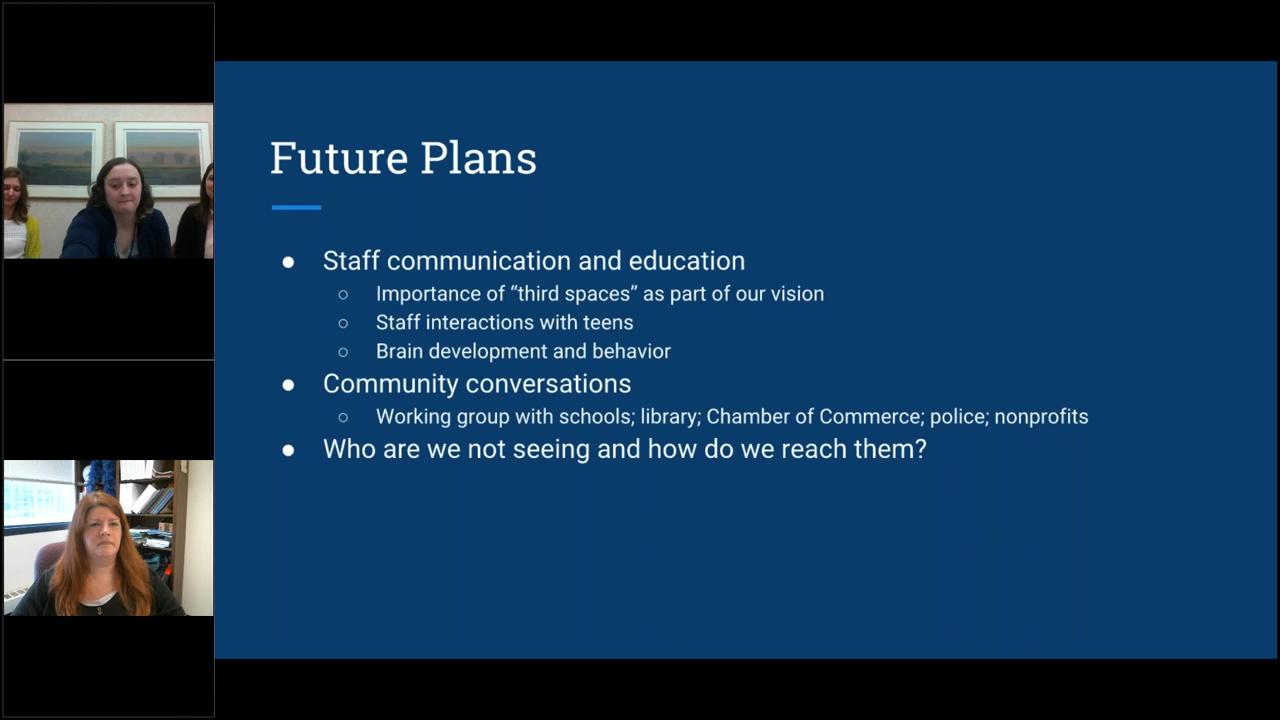 Future Plans
● Staff communication and education
○ Importance of “third spaces” as part of our vision
○ Staff interactions with teens
○ Brain development and behavior
● Community conversations
○ Working group with schools; library; Chamber of Commerce; police; nonprofits
● Who are we not seeing and how do we reach them?